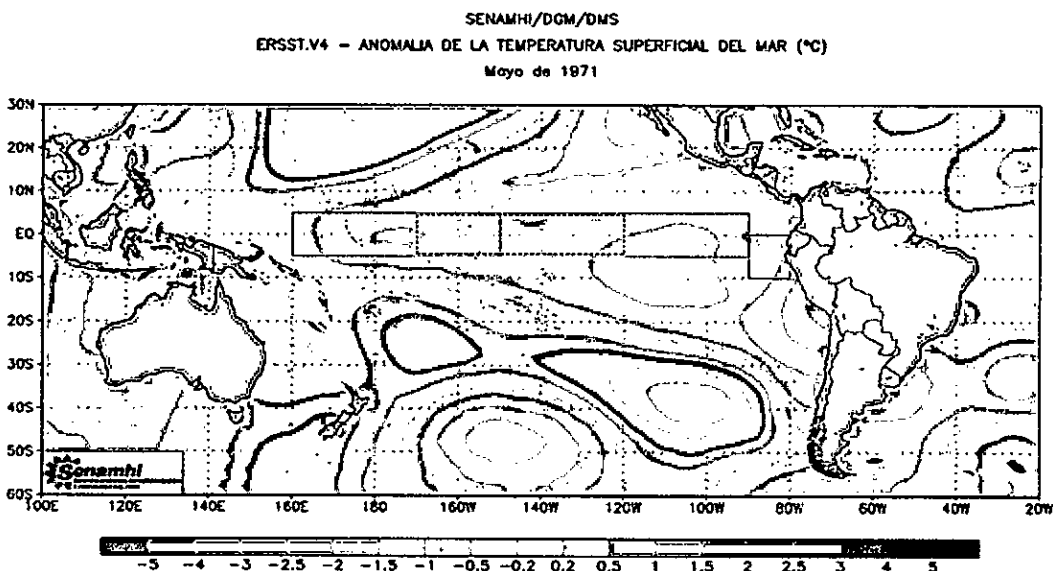 SENAMHI/DGM/DMS
ERSST.V4 - ANOMALIA DE LA TEMPERATURA SUPERFICIAL DEL MAR (°C)
Mayo de 1971
30N
20N
10N
EQ
10S
20S
30S
40S
50S
60S
Senamhi
100E 120E 140E 160E 180 160W 140W 120W 100W 80W 60W 40W 20W
-5 -4 -3 -2.5 -2 -1.5 -1 -0.5 -0.2 0.2 0.5 1 1.5 2 2.5 3 4 5